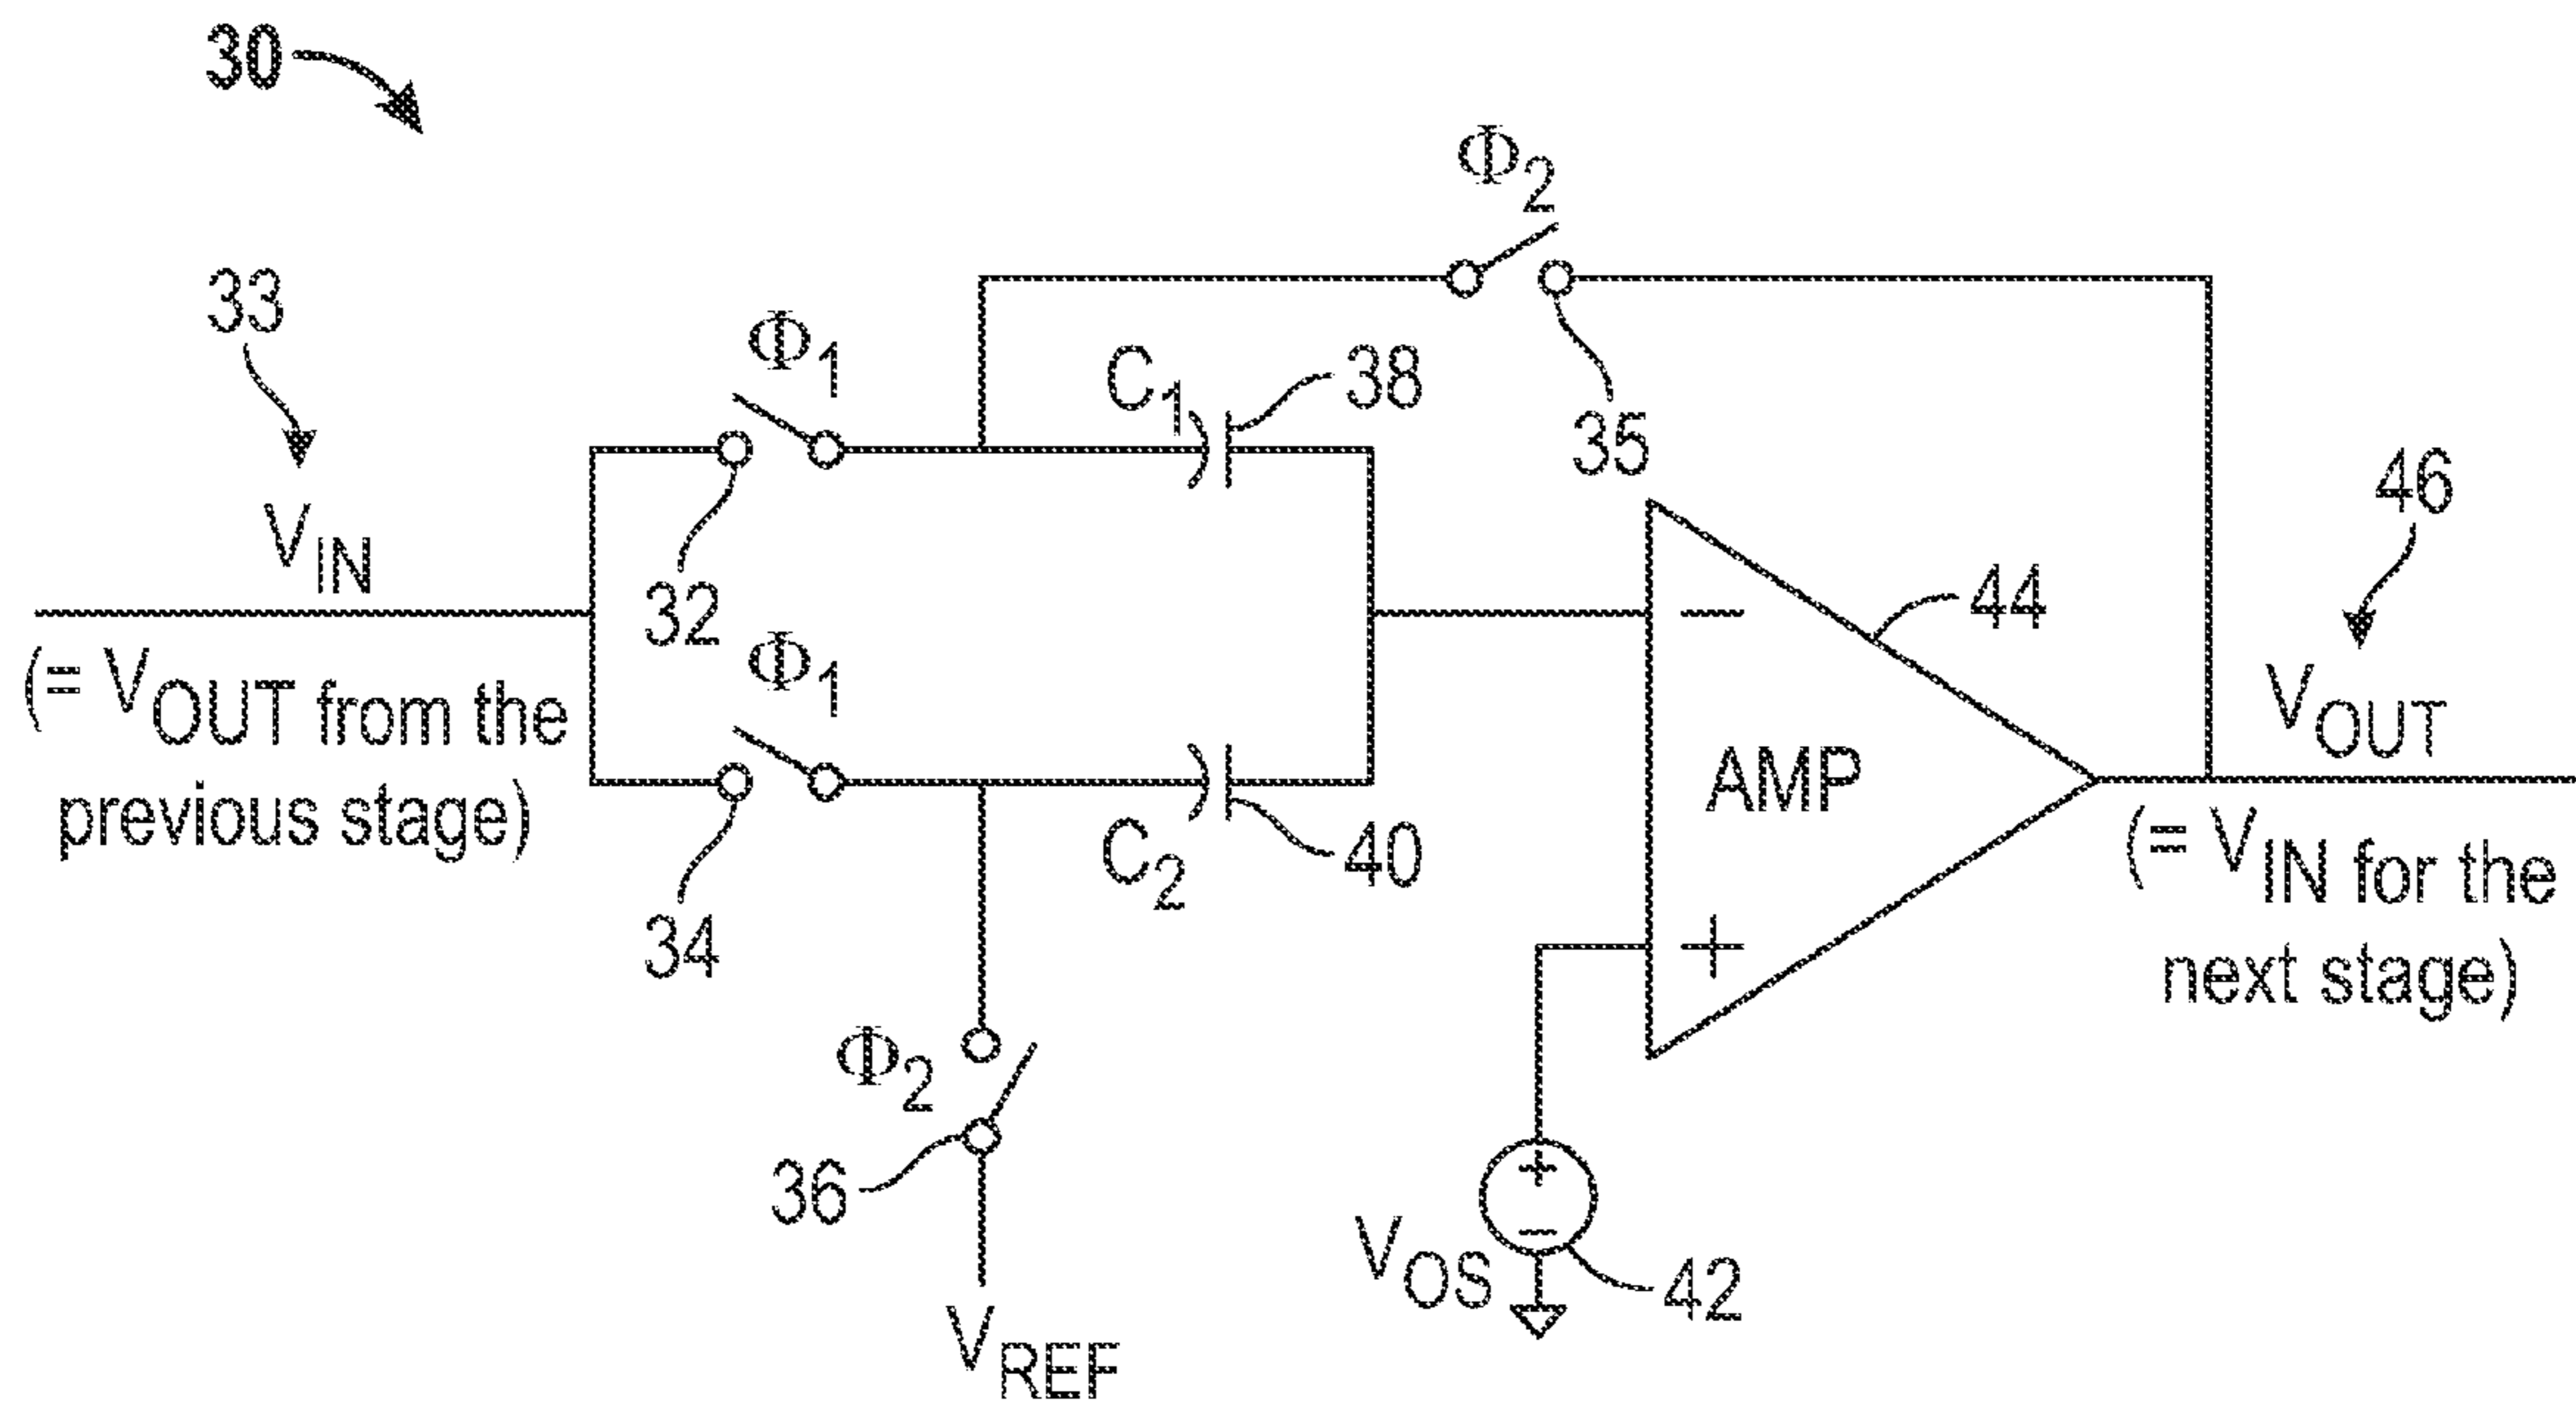 30
Φ2
33
Φ1
C1
38
35
46
VIN
32
44
(= VOUT from the
previous stage)
Φ1
VOUT
AMP
(= VIN for the
next stage)
C2
40
34
Φ2
36
VOS
42
VREF